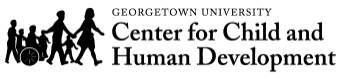 GEORGETOWN UNIVERSITY
Center for Child and
Human Development